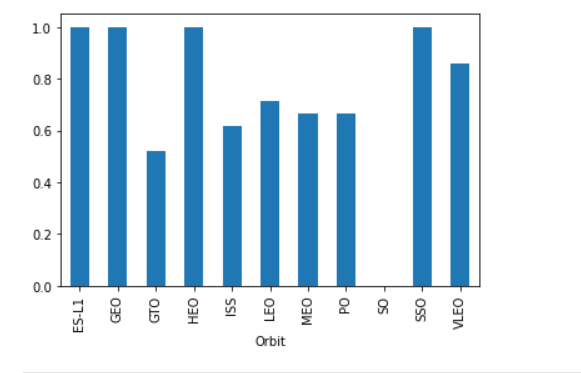 1.0
0.8
0.6
0.4
0.2
0.0
ES-L1
GEO
GTO
HEO
ISS
LEO
MEO
PO
SO
SSO
VLEO
Orbit